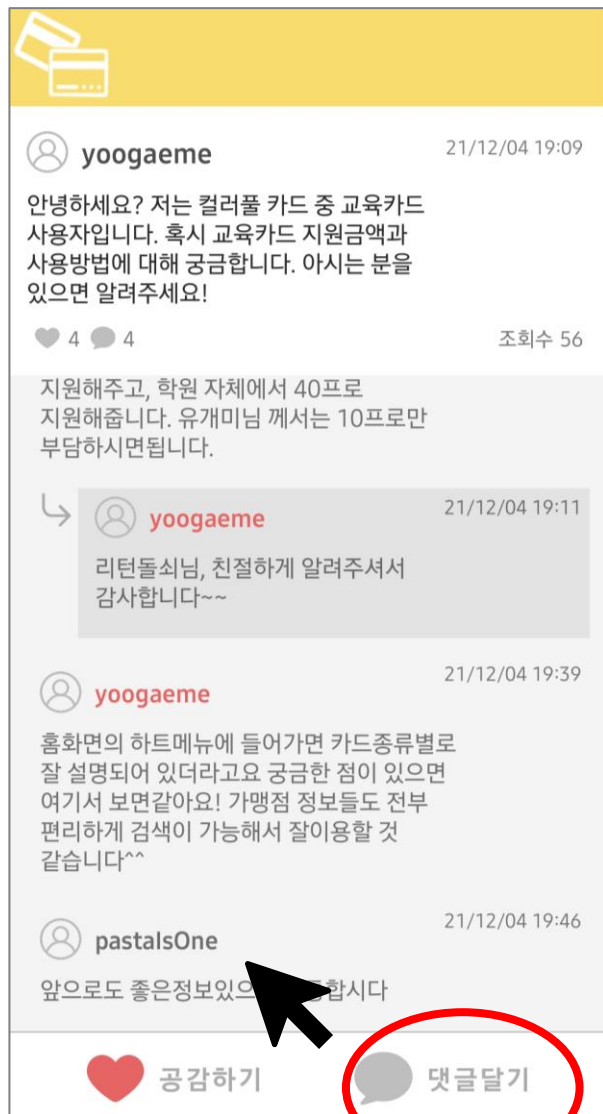 yoogaeme
21/12/04 19:09
안녕하세요? 저는 컬러풀 카드 중 교육카드
사용자입니다. 혹시 교육카드 지원금액과
사용방법에 대해 궁금합니다. 아시는 분을
있으면 알려주세요!
4 4
조회수 56
지원해주고, 학원 자체에서 40프로
지원해줍니다. 유개미님 께서는 10프로만
부담하시면됩니다.
yoogaeme
21/12/04 19:11
리턴돌쇠님, 친절하게 알려주셔서
감사합니다~~
yoogaeme
21/12/04 19:39
홈화면의 하트메뉴에 들어가면 카드종류별로
잘 설명되어 있더라고요 궁금한 점이 있으면
여기서 보면같아요! 가맹점 정보들도 전부
편리하게 검색이 가능해서 잘이용할 것
같습니다^^
pastaIsOne
21/12/04 19:46
앞으로도 좋은정보있으 합시다
공감하기
댓글달기